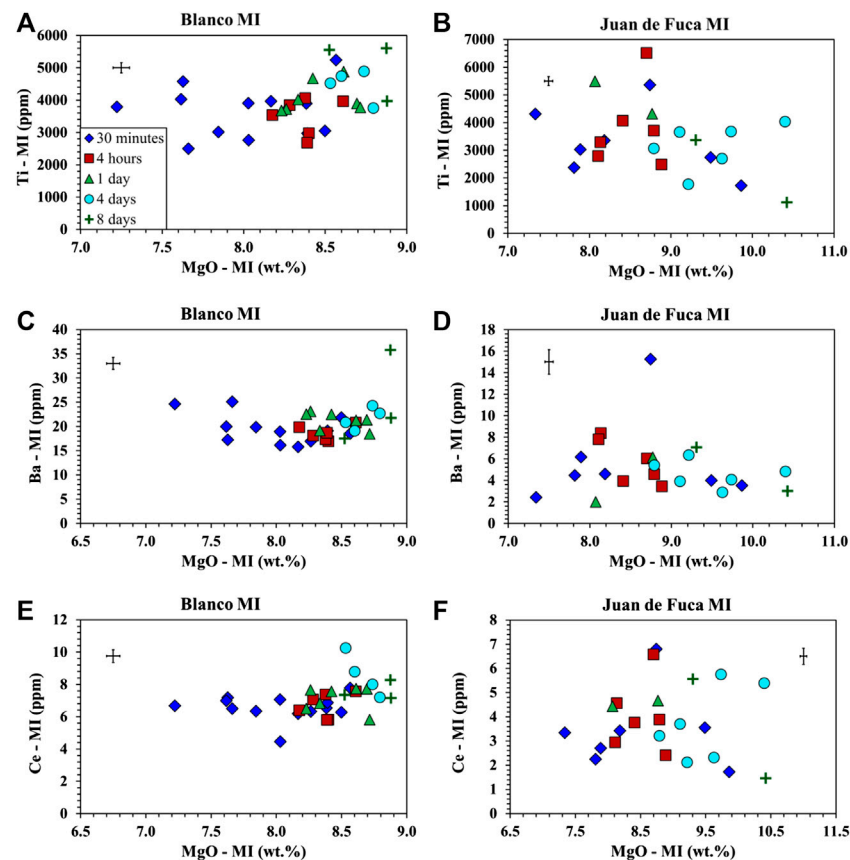 A
Blanco MI
6000
5000
4000
3000
2000
1000
0
Ti - MI (ppm)
30 minutes
4 hours
1 day
4 days
8 days
7.0
7.5
8.0
8.5
9.0
MgO - MI (wt.%)
B
Juan de Fuca MI
7000
6000
5000
4000
3000
2000
1000
0
Ti - MI (ppm)
7.0
8.0
9.0
10.0
11.0
MgO - MI (wt.%)
C
Blanco MI
40
35
30
25
20
15
10
5
0
Ba - MI (ppm)
6.5
7.0
7.5
8.0
8.5
9.0
MgO - MI (wt.%)
D
Juan de Fuca MI
18
16
14
12
10
8
6
4
2
0
Ba - MI (ppm)
7.0
8.0
9.0
10.0
11.0
MgO - MI (wt.%)
E
Blanco MI
12
10
8
6
4
2
0
Ce - MI (ppm)
6.5
7.0
7.5
8.0
8.5
9.0
MgO - MI (wt.%)
F
Juan de Fuca MI
8
7
6
5
4
3
2
1
0
Ce - MI (ppm)
6.5
7.5
8.5
9.5
10.5
11.5
MgO - MI (wt.%)